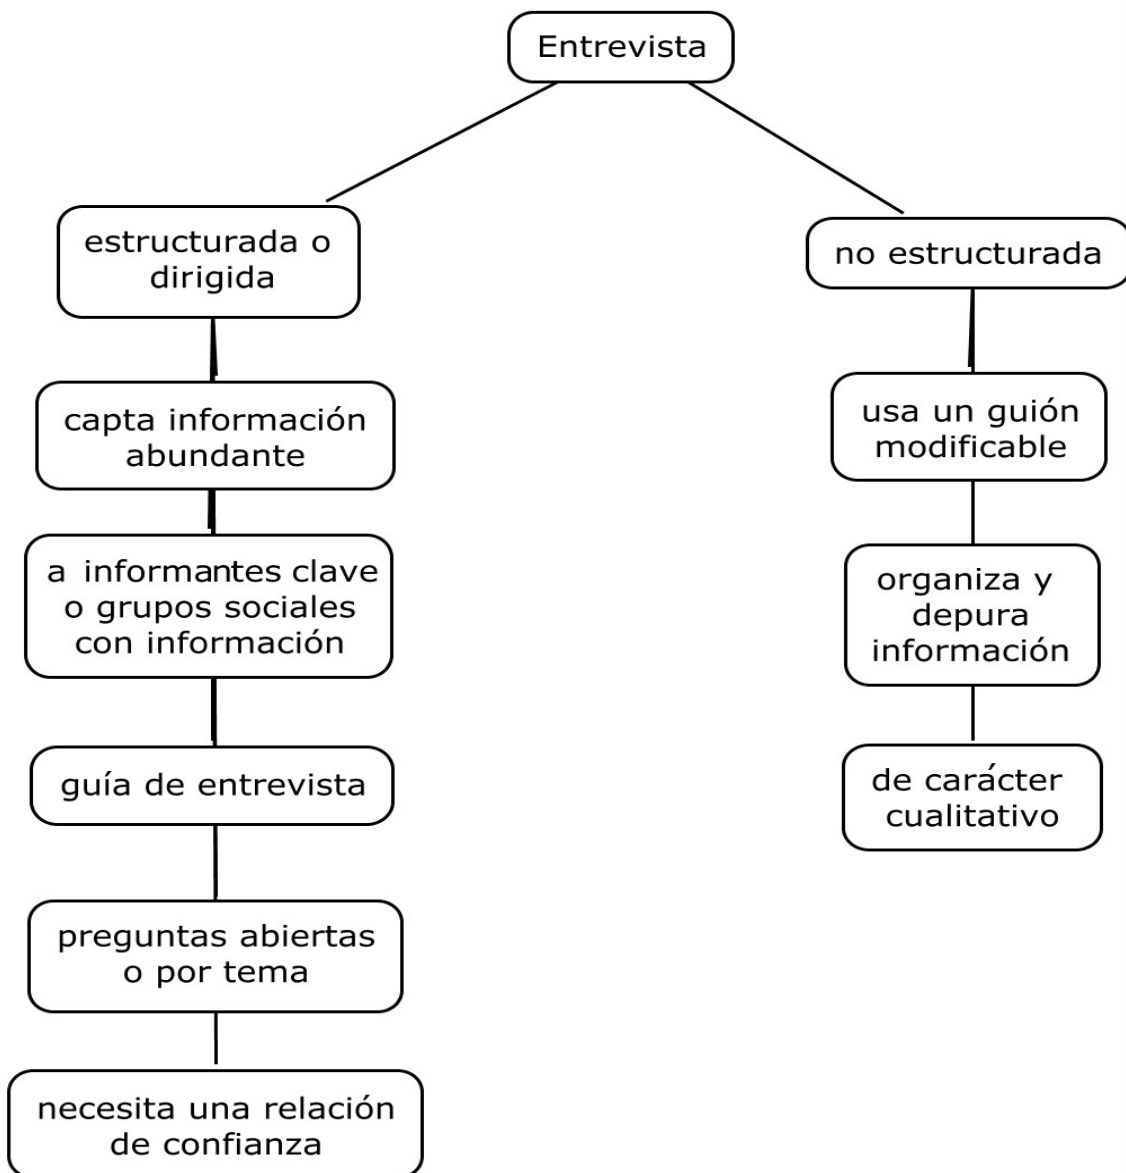 Entrevista
estructurada o
dirigida
capta información
abundante
a informantes clave
o grupos sociales
con información
guía de entrevista
preguntas abiertas
o por tema
necesita una relación
de confianza
no estructurada
usa un guión
modificable
organiza y
depura
información
de carácter
cualitativo